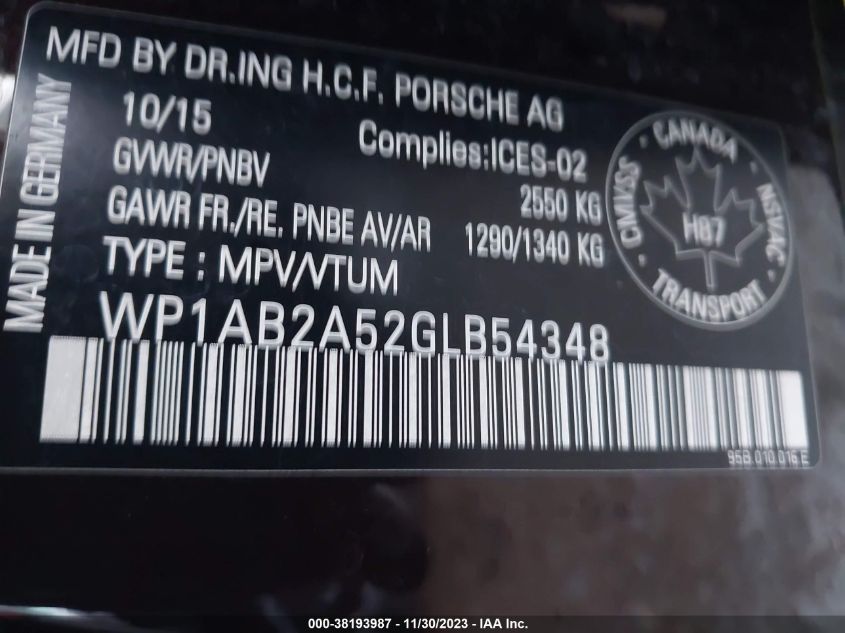 MFD BY DR.ING H.C.F. PORSCHE AG
10/15 Complies:ICES-02
GVWR/PNBV 2550 KG
GAWR FR./RE. PNBE AV/AR 1290/1340 KG
TYPE : MPV/VTUM
WP1AB2A52GLB54348
MADE IN GERMANY
CANADA
CMVSS NSVAC
H07
TRANSPORT
95B.010.016.E
000-38193987 - 11/30/2023 - IAA Inc.